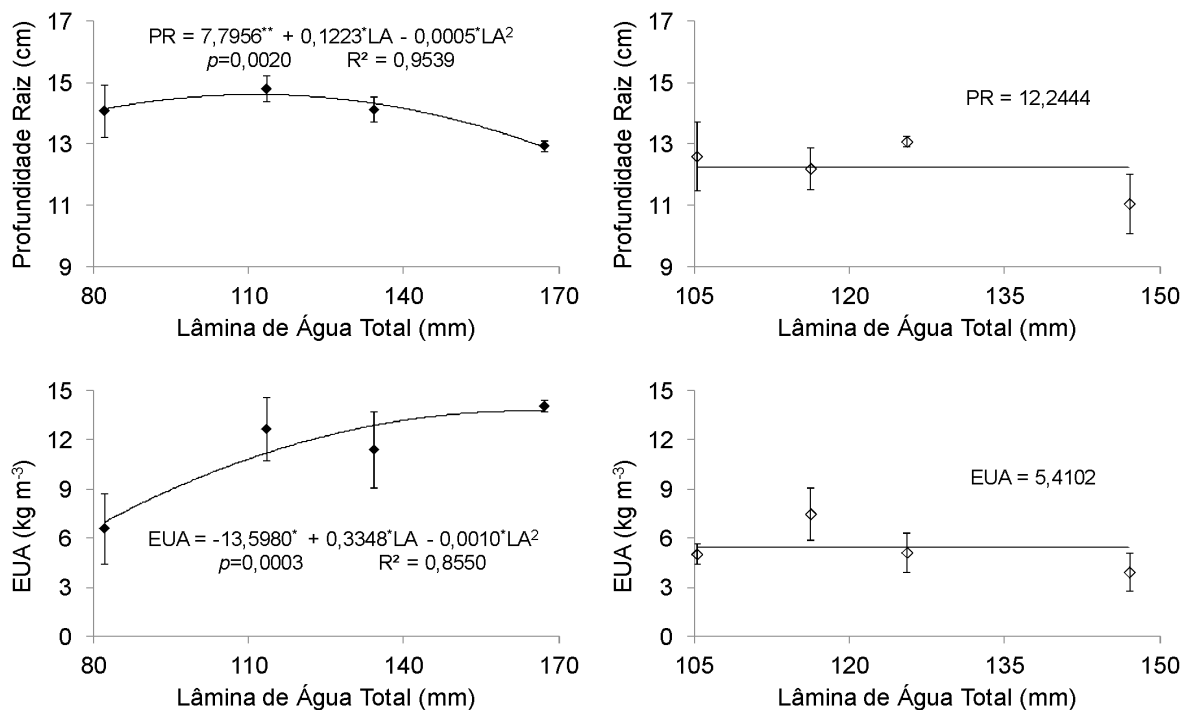 Profundidade Raiz (cm)
17
15
13
11
9
PR = 7,7956** + 0,1223*LA - 0,0005*LA²
p=0,0020 R² = 0,9539
80 110 140 170
Lâmina de Água Total (mm)
Profundidade Raiz (cm)
17
15
13
11
9
PR = 12,2444
105 120 135 150
Lâmina de Água Total (mm)
EUA (kg m-3)
15
12
9
6
3
0
EUA = -13,5980* + 0,3348*LA - 0,0010*LA²
p=0,0003 R² = 0,8550
80 110 140 170
Lâmina de Água Total (mm)
EUA (kg m-3)
15
12
9
6
3
0
EUA = 5,4102
105 120 135 150
Lâmina de Água Total (mm)